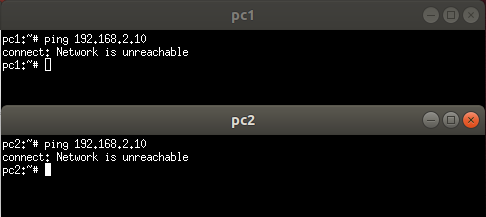 pc1
pc1:~# ping 192.168.2.10
connect: Network is unreachable
pc1:~#
pc2
pc2:~# ping 192.168.2.10
connect: Network is unreachable
pc2:~#